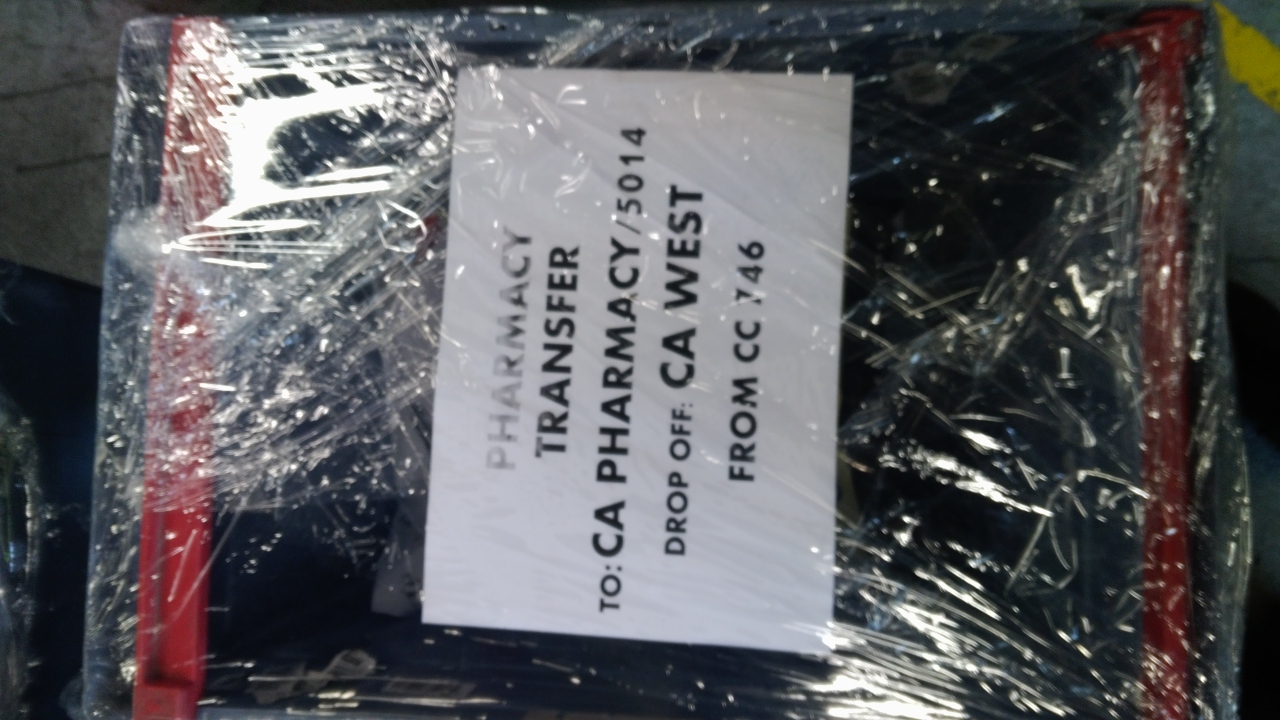 PHARMACY
TRANSFER
TO: CA PHARMACY/5014
DROP OFF: CA WEST
FROM CC 746